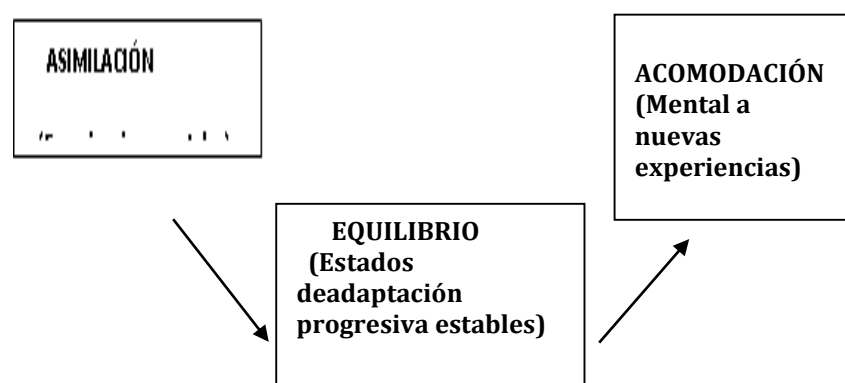 ASIMILACIÓN
ACOMODACIÓN
(Mental a
nuevas
experiencias)
EQUILIBRIO
(Estados
deadaptación
progresiva estables)